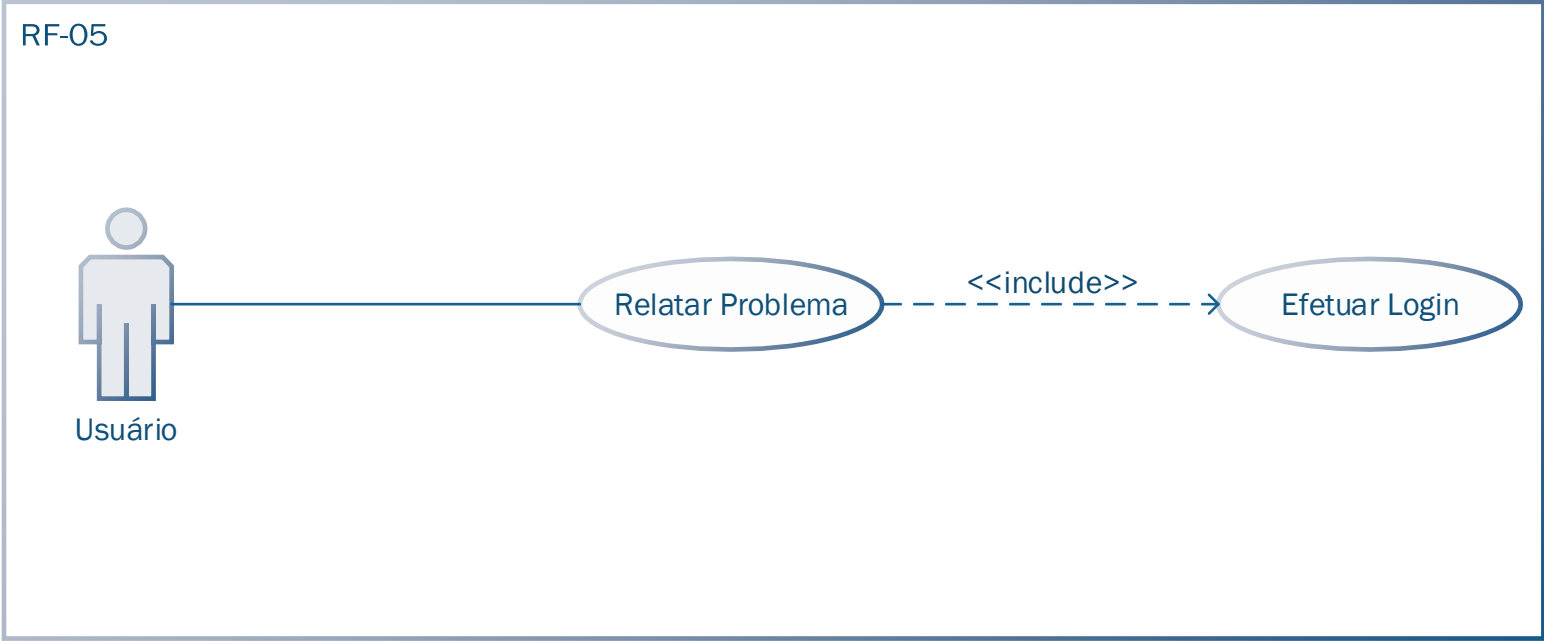 RF-05
<<include>>
Relatar Problema
Efetuar Login
Usuário